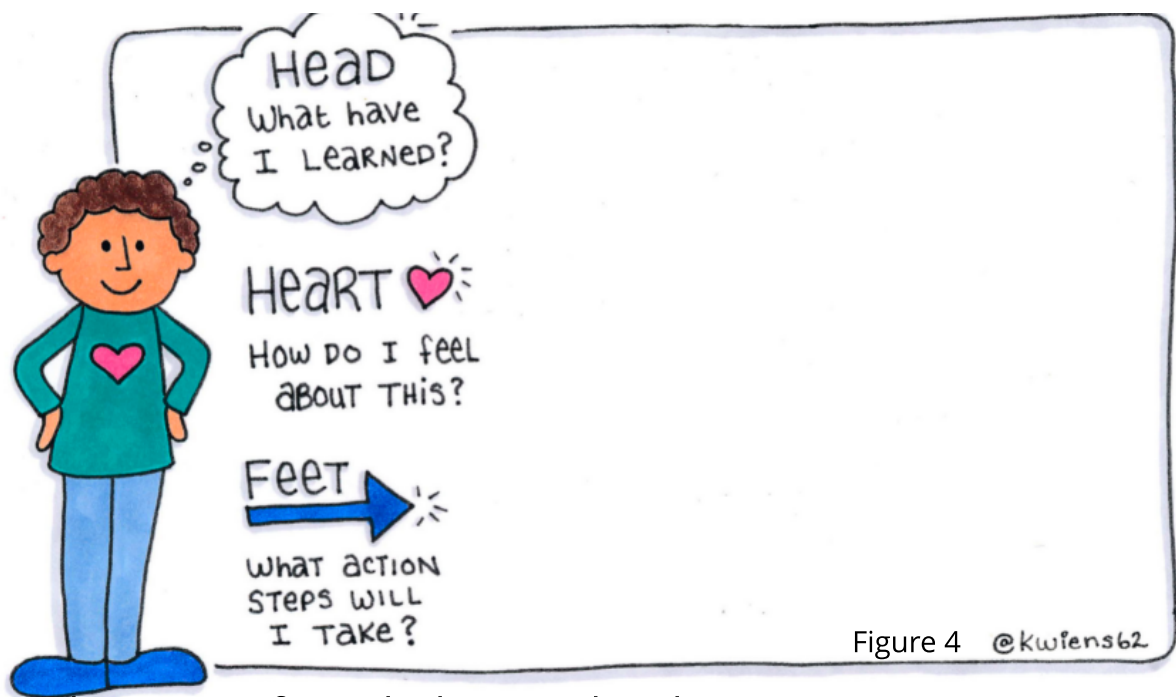 HeaD
What have
I LeaRNeD?
HeaRT
How Do I feeL
aBOUT THis?
FeeT
WHaT acTiON
STePS WiLL
I Take?
Figure 4
@kwiens62